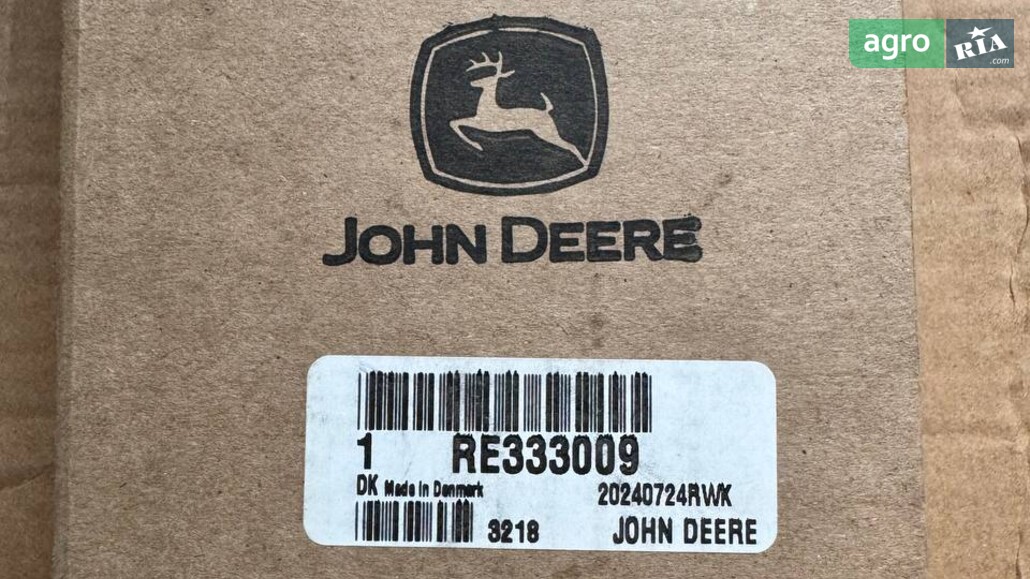 agro RIA
.com
JOHN DEERE
1 RE333009
DK Made in Denmark 20240724RWK
3218 JOHN DEERE